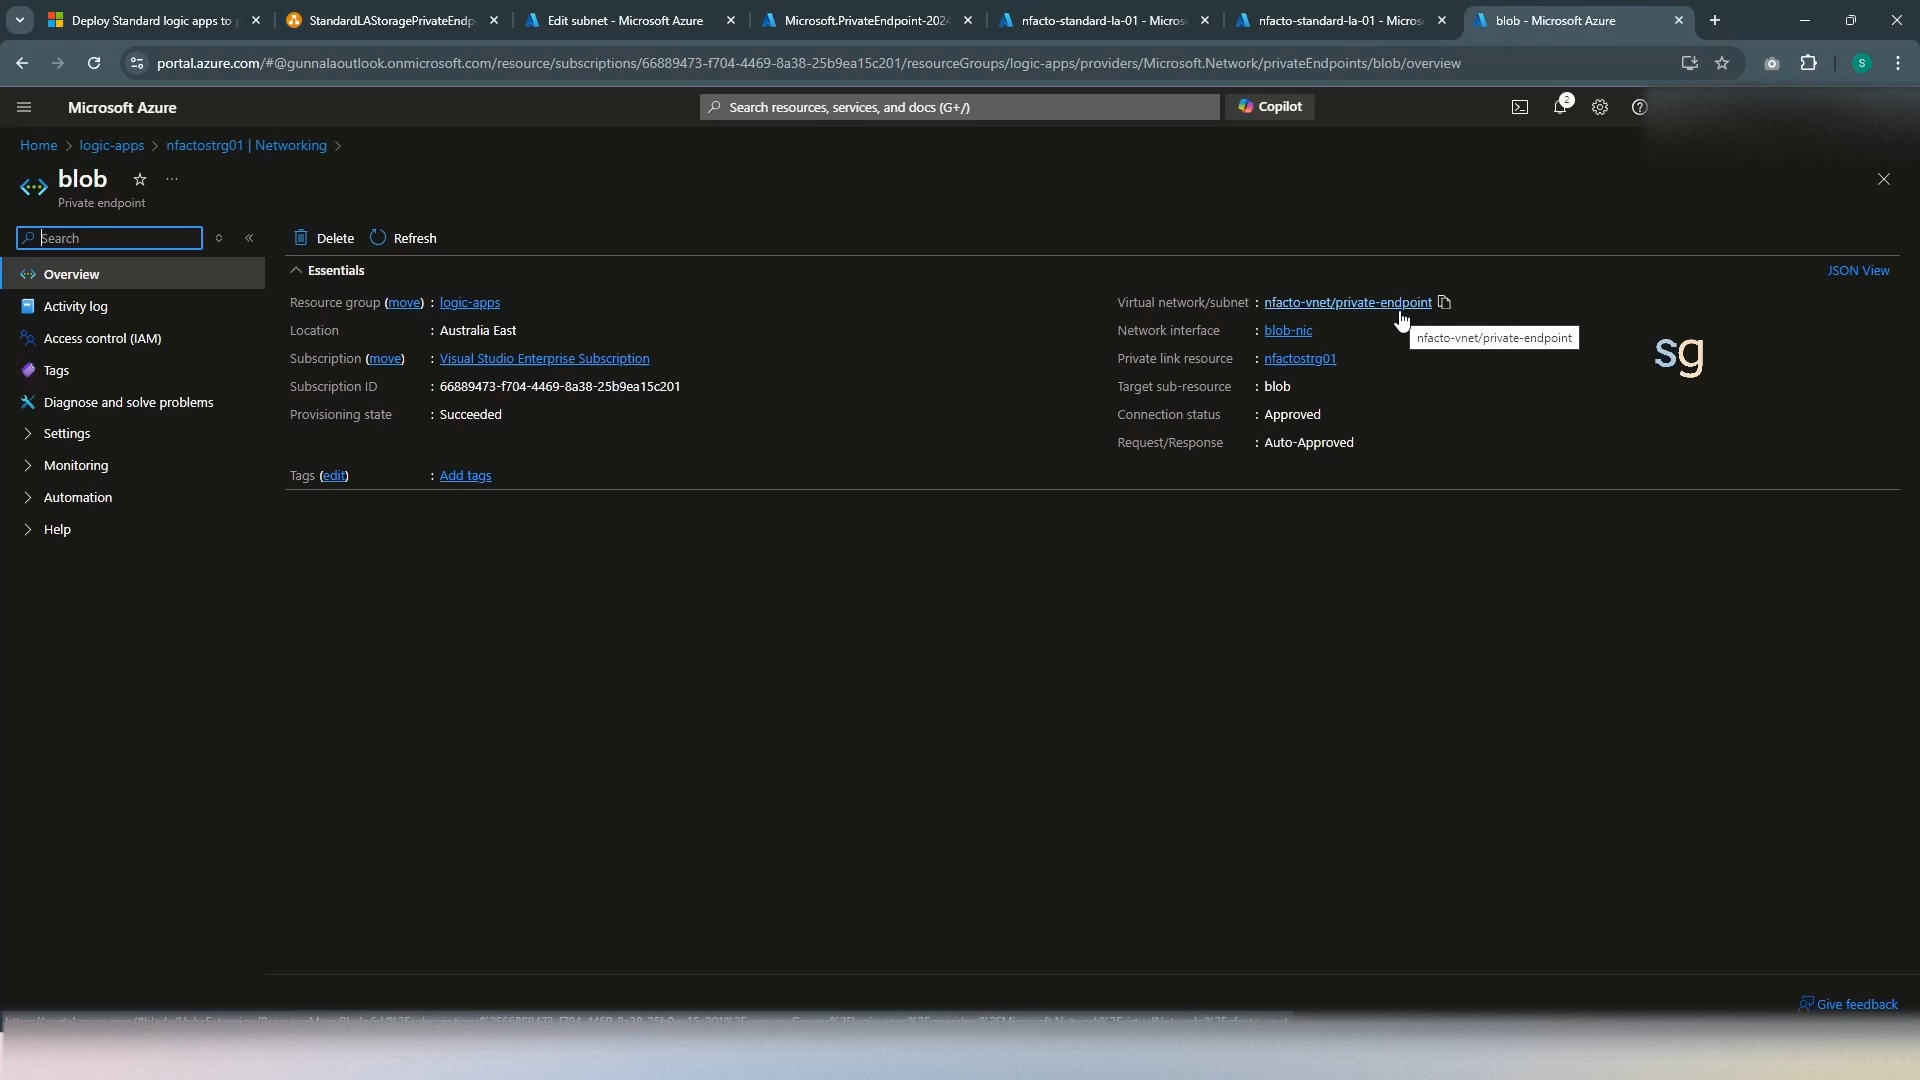 Deploy Standard logic apps to
StandardLAStoragePrivateEndp
Edit subnet - Microsoft Azure
Microsoft.PrivateEndpoint-2024
nfacto-standard-la-01 - Micros
nfacto-standard-la-01 - Micros
blob - Microsoft Azure
portal.azure.com/#@gunnalaoutlook.onmicrosoft.com/resource/subscriptions/66889473-f704-4469-8a38-25b9ea15c201/resourceGroups/logic-apps/providers/Microsoft.Network/privateEndpoints/blob/overview
S
Microsoft Azure
Search resources, services, and docs (G+/)
Copilot
2
Home > logic-apps > nfactostrg01 | Networking >
blob
Private endpoint
Search
Delete
Refresh
Overview
Activity log
Access control (IAM)
Tags
Diagnose and solve problems
Settings
Monitoring
Automation
Help
Essentials
JSON View
Resource group (move) : logic-apps
Location : Australia East
Subscription (move) : Visual Studio Enterprise Subscription
Subscription ID : 66889473-f704-4469-8a38-25b9ea15c201
Provisioning state : Succeeded
Virtual network/subnet : nfacto-vnet/private-endpoint
Network interface : blob-nic
Private link resource : nfactostrg01
Target sub-resource : blob
Connection status : Approved
Request/Response : Auto-Approved
nfacto-vnet/private-endpoint
sg
Tags (edit) : Add tags
Give feedback